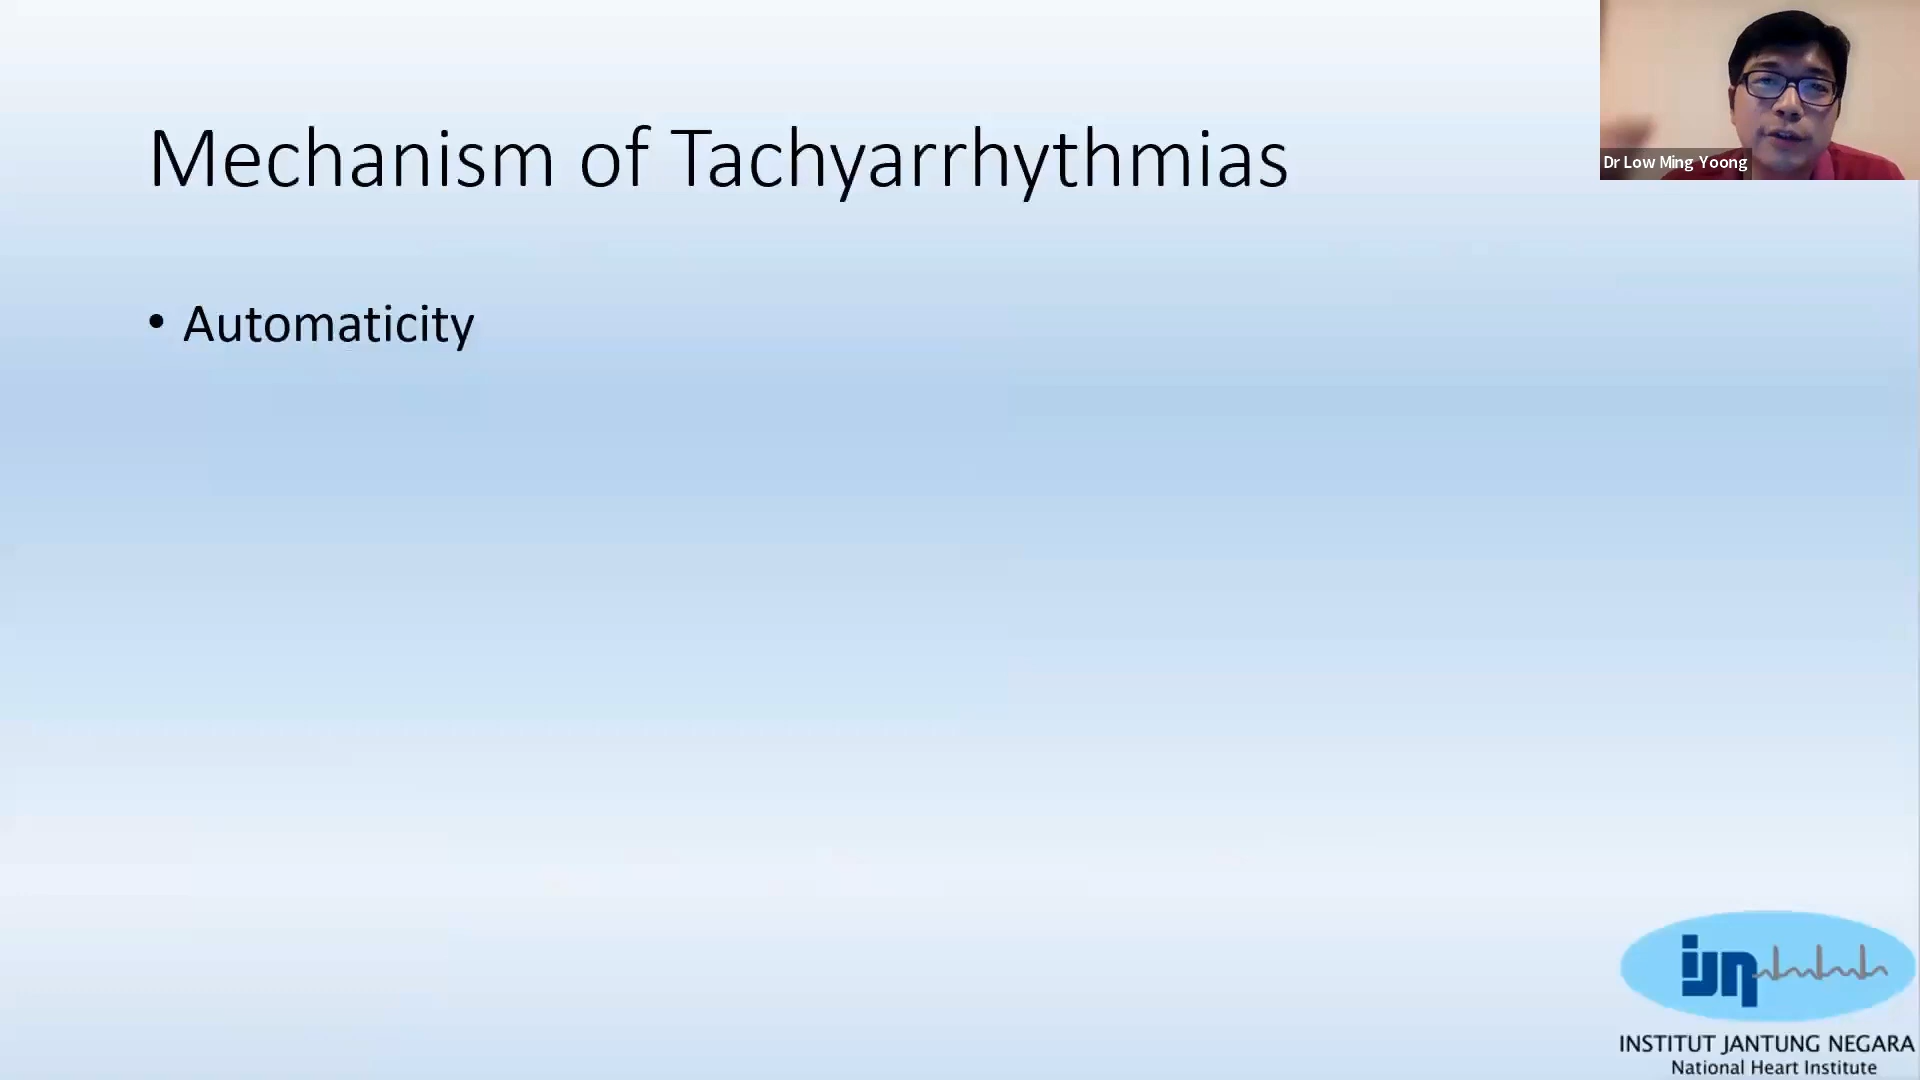 Mechanism of Tachyarrhythmias
Dr Low Ming Yoong
• Automaticity
ijn
INSTITUT JANTUNG NEGARA
National Heart Institute